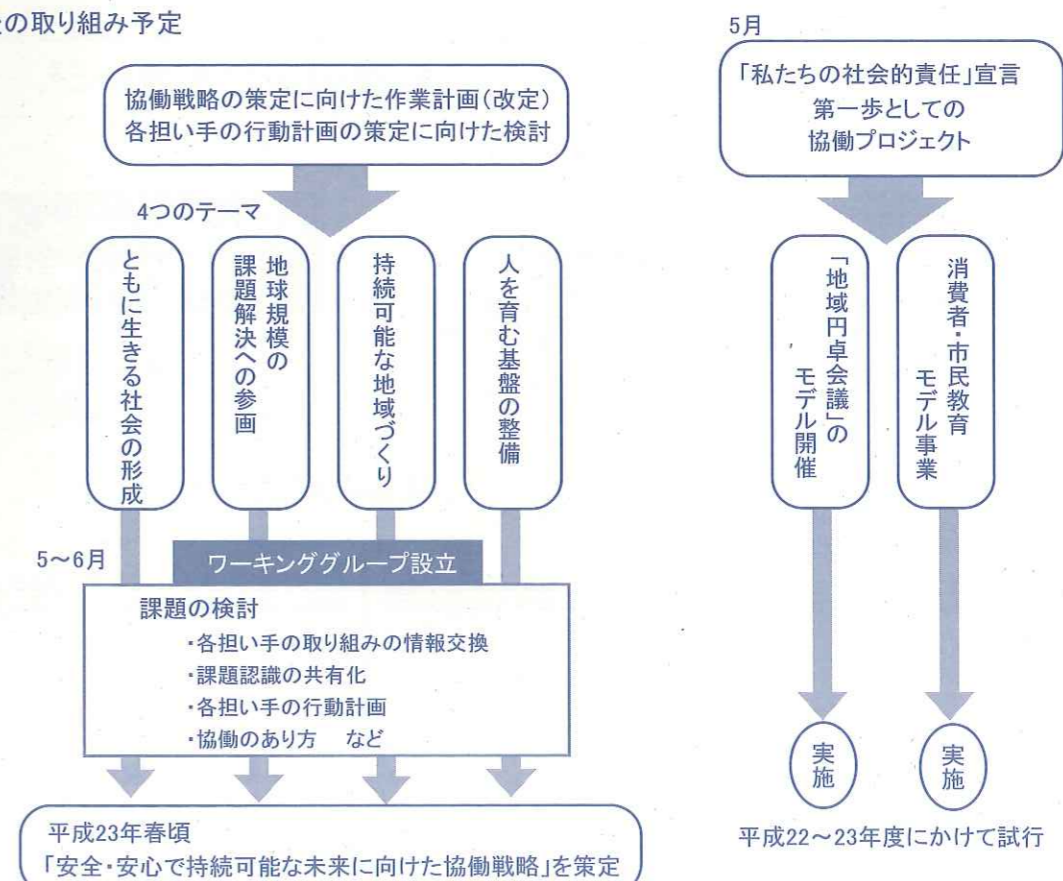 の取り組み予定
協働戦略の策定に向けた作業計画(改定)
各担い手の行動計画の策定に向けた検討
4つのテーマ
ともに生きる社会の形成
地球規模の
課題解決への参画
持続可能な地域づくり
人を育む基盤の整備
5～6月
ワーキンググループ設立
課題の検討
・各担い手の取り組みの情報交換
・課題認識の共有化
・各担い手の行動計画
・協働のあり方 など
平成23年春頃
「安全・安心で持続可能な未来に向けた協働戦略」を策定
5月
「私たちの社会的責任」宣言
第一歩としての
協働プロジェクト
「地域円卓会議」の
モデル開催
消費者・市民教育
モデル事業
実施
実施
平成22～23年度にかけて試行